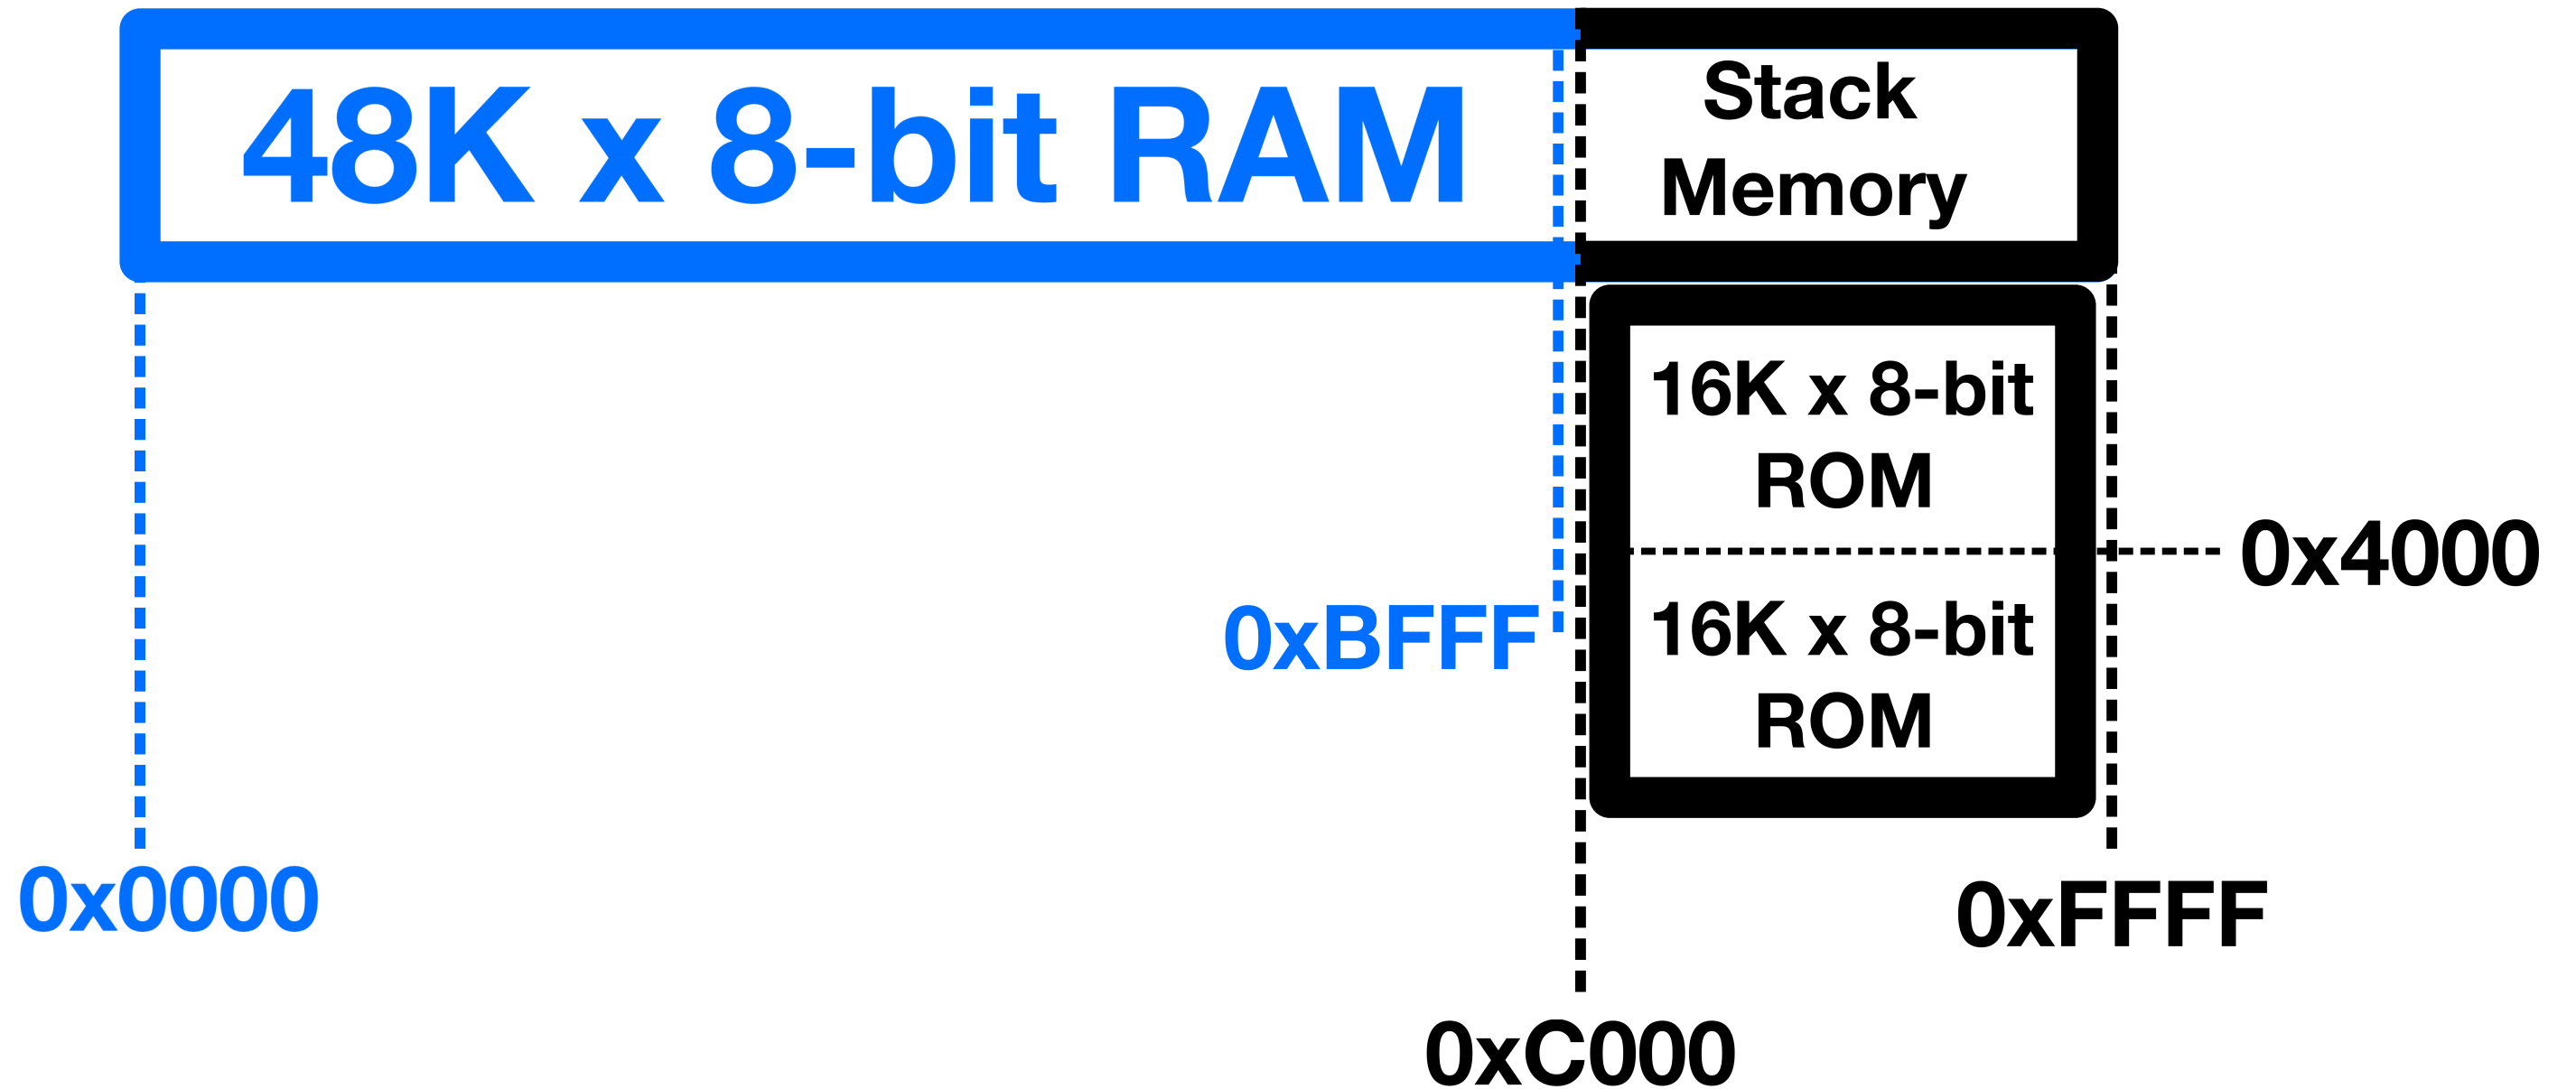 48K x 8-bit RAM
Stack
Memory
16K x 8-bit
ROM
0x4000
16K x 8-bit
ROM
0xBFFF
0x0000
0xFFFF
0xC000